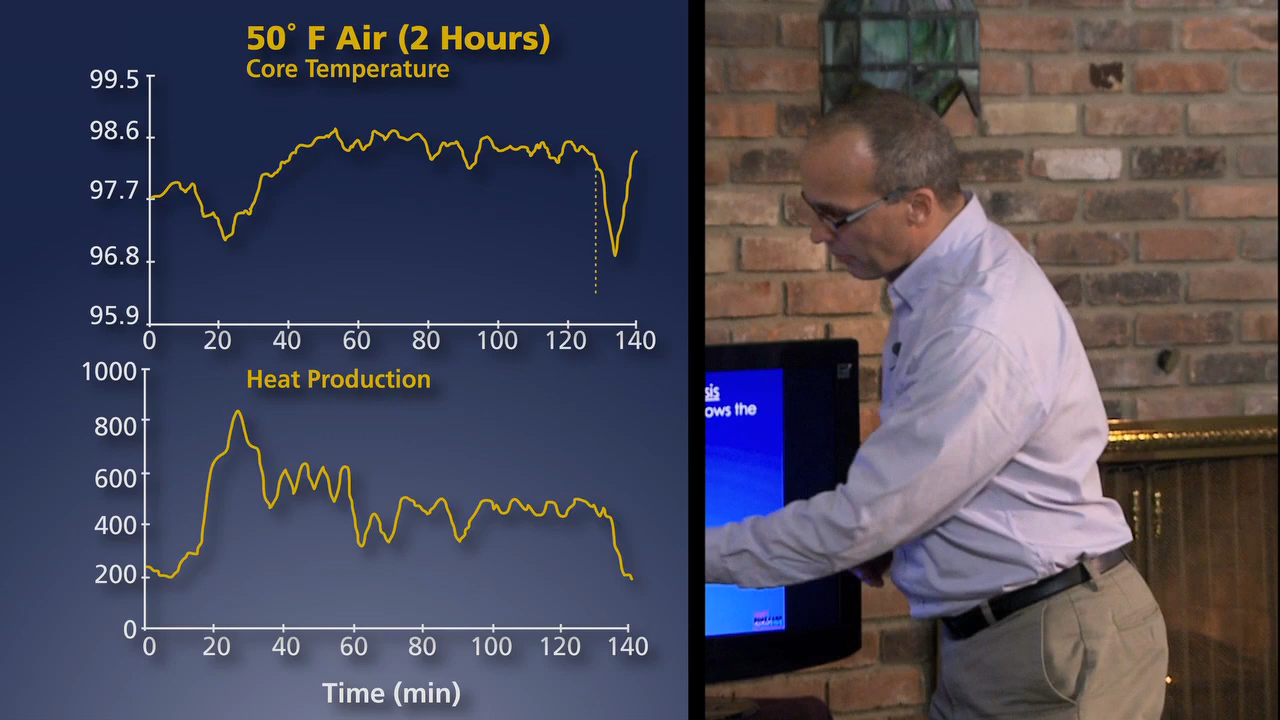 50° F Air (2 Hours)
Core Temperature
99.5
98.6
97.7
96.8
95.9
0 20 40 60 80 100 120 140
Heat Production
1000
800
600
400
200
0
0 20 40 60 80 100 120 140
Time (min)
sis
ows the